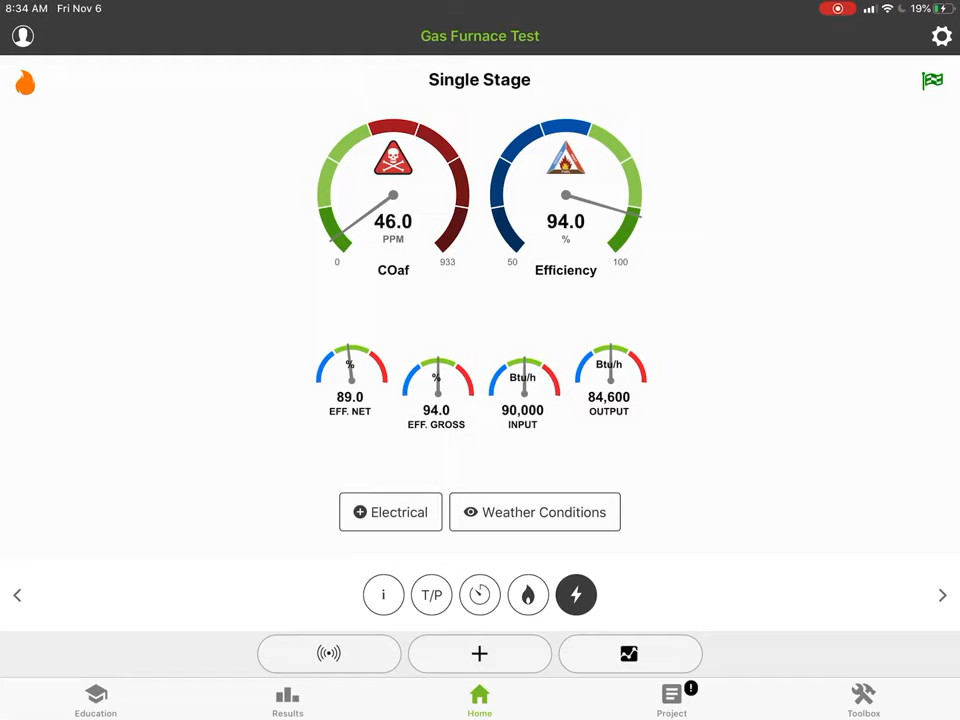 8:34 AM Fri Nov 6
19%
Gas Furnace Test
Single Stage
46.0
PPM
0
933
COaf
94.0
%
50
100
Efficiency
%
89.0
EFF. NET
%
94.0
EFF. GROSS
Btu/h
90,000
INPUT
Btu/h
84,600
OUTPUT
Electrical
Weather Conditions
i
T/P
Education
Results
Home
Project
Toolbox